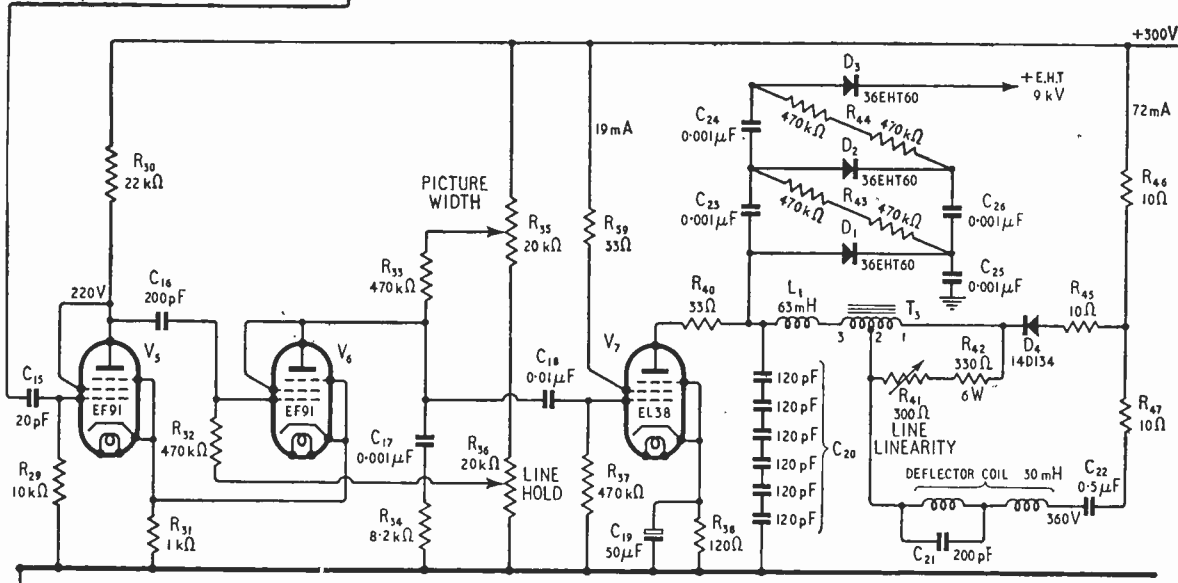 +300V
D3
36EHT60
+E.H.T
9 kV
C24
0·001μF
470kΩ
R44
470kΩ
19mA
72mA
D2
36EHT60
R30
22 kΩ
PICTURE
WIDTH
R35
20kΩ
R39
33Ω
C23
0·001μF
470kΩ
R43
470kΩ
C26
0·001μF
R46
10Ω
D1
36EHT60
R33
470kΩ
C25
0·001μF
220V
C16
200pF
R40
33Ω
L1
63mH
T3
3
2
1
R45
10Ω
D4
14D134
V5
V6
V7
C15
20pF
EF91
EF91
C18
0·01μF
EL38
R42
330Ω
6W
R41
300Ω
LINE
LINEARITY
120pF
120pF
120pF
120pF
120pF
120pF
C20
R47
10Ω
R32
470kΩ
C17
0·001μF
R36
20kΩ
LINE
HOLD
R37
470kΩ
R29
10kΩ
DEFLECTOR COIL
30mH
C22
0·5μF
360V
R31
1kΩ
R34
8·2kΩ
C19
50μF
R38
120Ω
C21
200pF